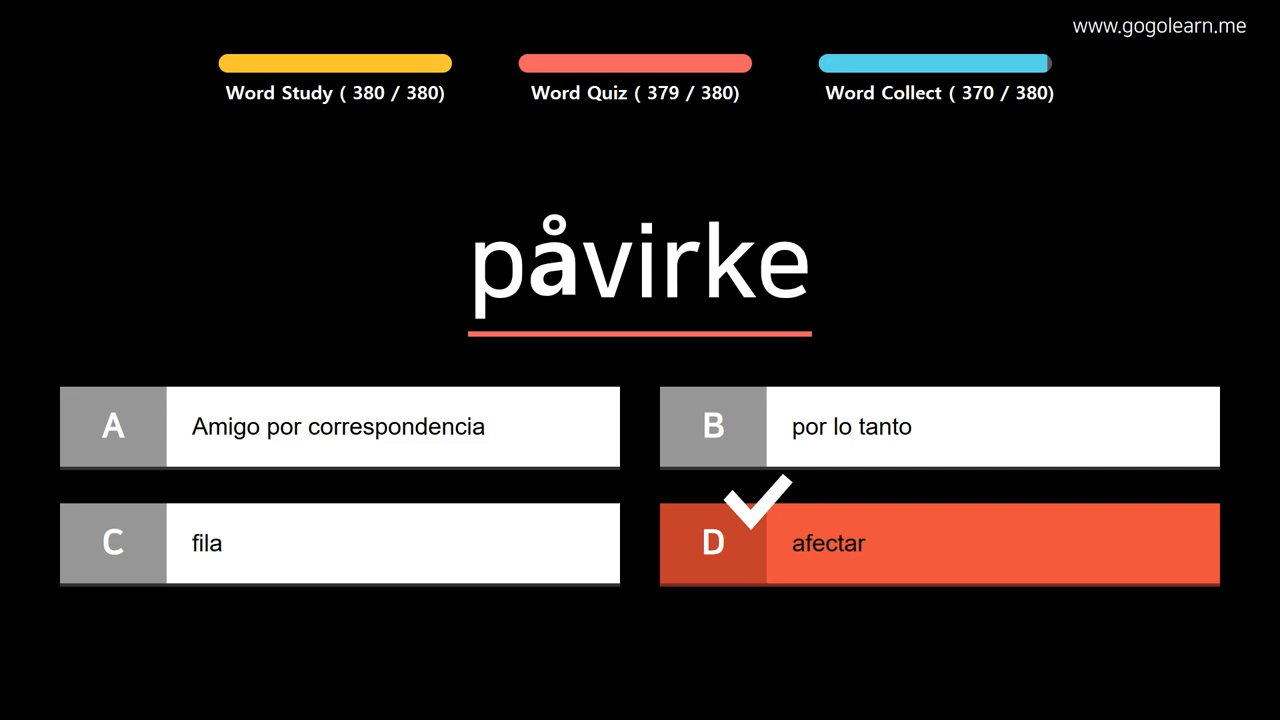 www.gogolearn.me
Word Study ( 380 / 380)
Word Quiz ( 379 / 380)
Word Collect ( 370 / 380)
påvirke
A
Amigo por correspondencia
B
por lo tanto
C
fila
D
afectar